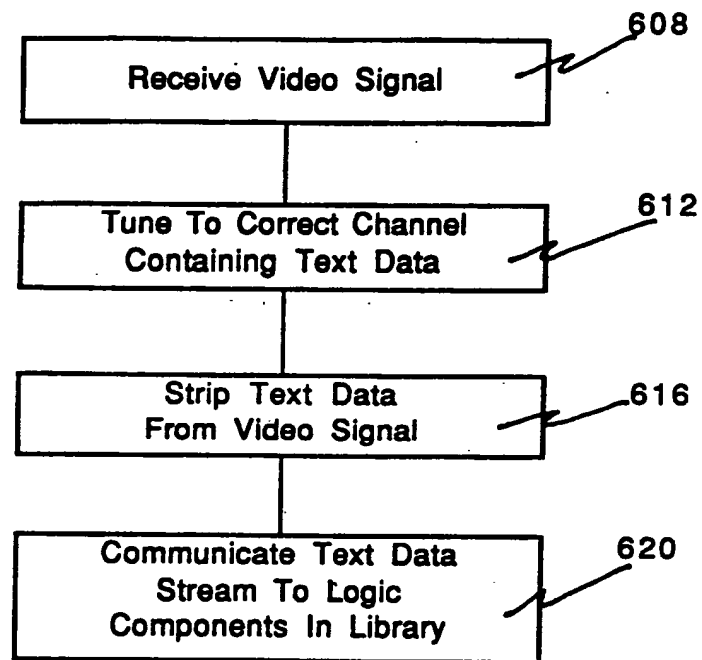 608
Receive Video Signal
612
Tune To Correct Channel
Containing Text Data
616
Strip Text Data
From Video Signal
620
Communicate Text Data
Stream To Logic
Components In Library